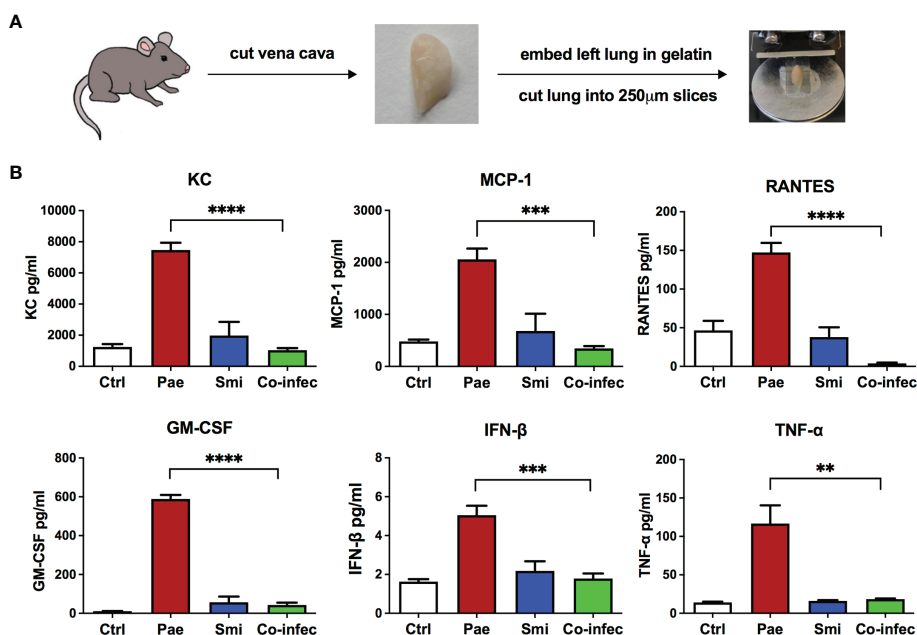 A
cut vena cava
embed left lung in gelatin
cut lung into 250μm slices
B
KC
KC pg/ml
10000
8000
6000
4000
2000
0
****
Ctrl Pae Smi Co-infec
MCP-1
MCP-1 pg/ml
3000
2000
1000
0
***
Ctrl Pae Smi Co-infec
RANTES
RANTES pg/ml
200
150
100
50
0
****
Ctrl Pae Smi Co-infec
GM-CSF
GM-CSF pg/ml
800
600
400
200
0
****
Ctrl Pae Smi Co-infec
IFN-β
IFN-β pg/ml
8
6
4
2
0
***
Ctrl Pae Smi Co-infec
TNF-α
TNF-α pg/ml
200
150
100
50
0
**
Ctrl Pae Smi Co-infec